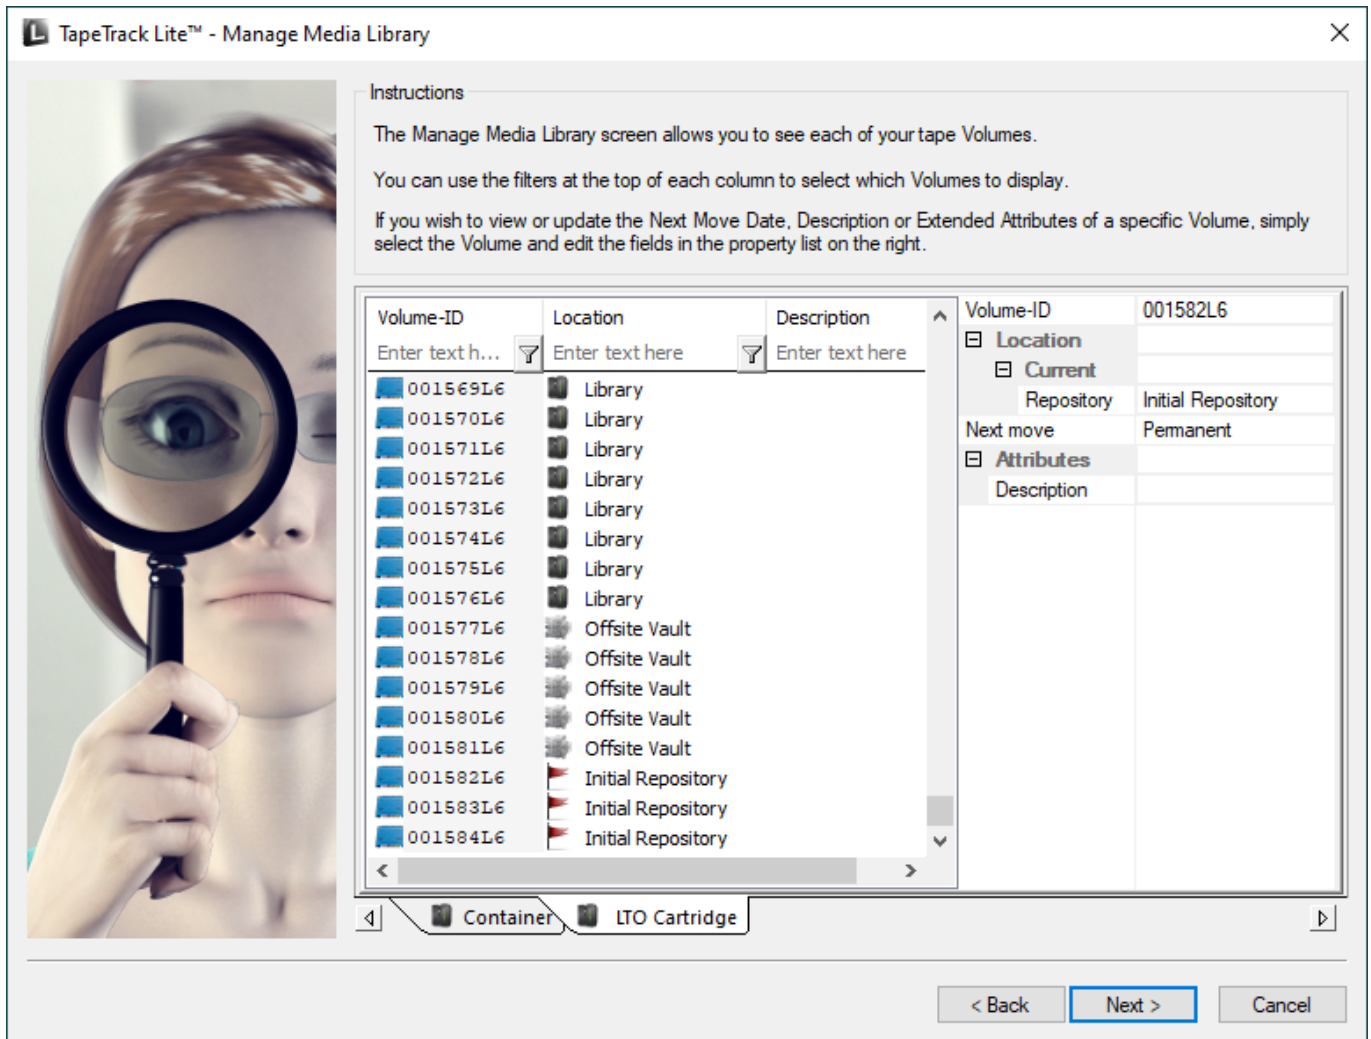 TapeTrack Lite™ - Manage Media Library
Instructions
The Manage Media Library screen allows you to see each of your tape Volumes.
You can use the filters at the top of each column to select which Volumes to display.
If you wish to view or update the Next Move Date, Description or Extended Attributes of a specific Volume, simply
select the Volume and edit the fields in the property list on the right.
Volume-ID Location Description
Enter text h... Enter text here Enter text here
001569L6 Library
001570L6 Library
001571L6 Library
001572L6 Library
001573L6 Library
001574L6 Library
001575L6 Library
001576L6 Library
001577L6 Offsite Vault
001578L6 Offsite Vault
001579L6 Offsite Vault
001580L6 Offsite Vault
001581L6 Offsite Vault
001582L6 Initial Repository
001583L6 Initial Repository
001584L6 Initial Repository
Volume-ID 001582L6
Location
Current
Repository Initial Repository
Next move Permanent
Attributes
Description
Container LTO Cartridge
< Back Next > Cancel